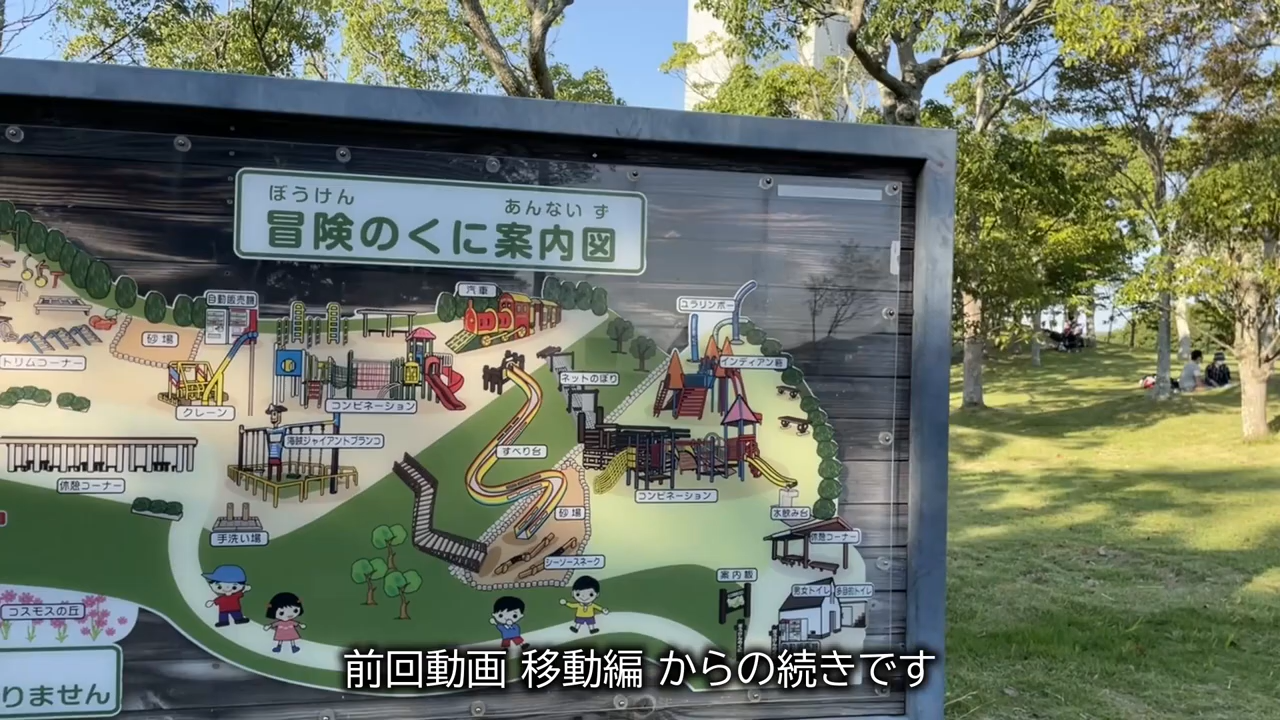 ぼうけん
あんないず
冒険のくに案内図
汽車
ユラリンボー
自動販売機
砂場
トリムコーナー
インディアン砦
ネットのぼり
クレーン
コンビネーション
海賊ジャイアントブランコ
すべり台
休憩コーナー
コンビネーション
砂場
水飲み台
手洗い場
休憩コーナー
シーソースネーク
案内板
男女トイレ
多目的トイレ
コスモスの丘
りません
前回動画 移動編 からの続きです